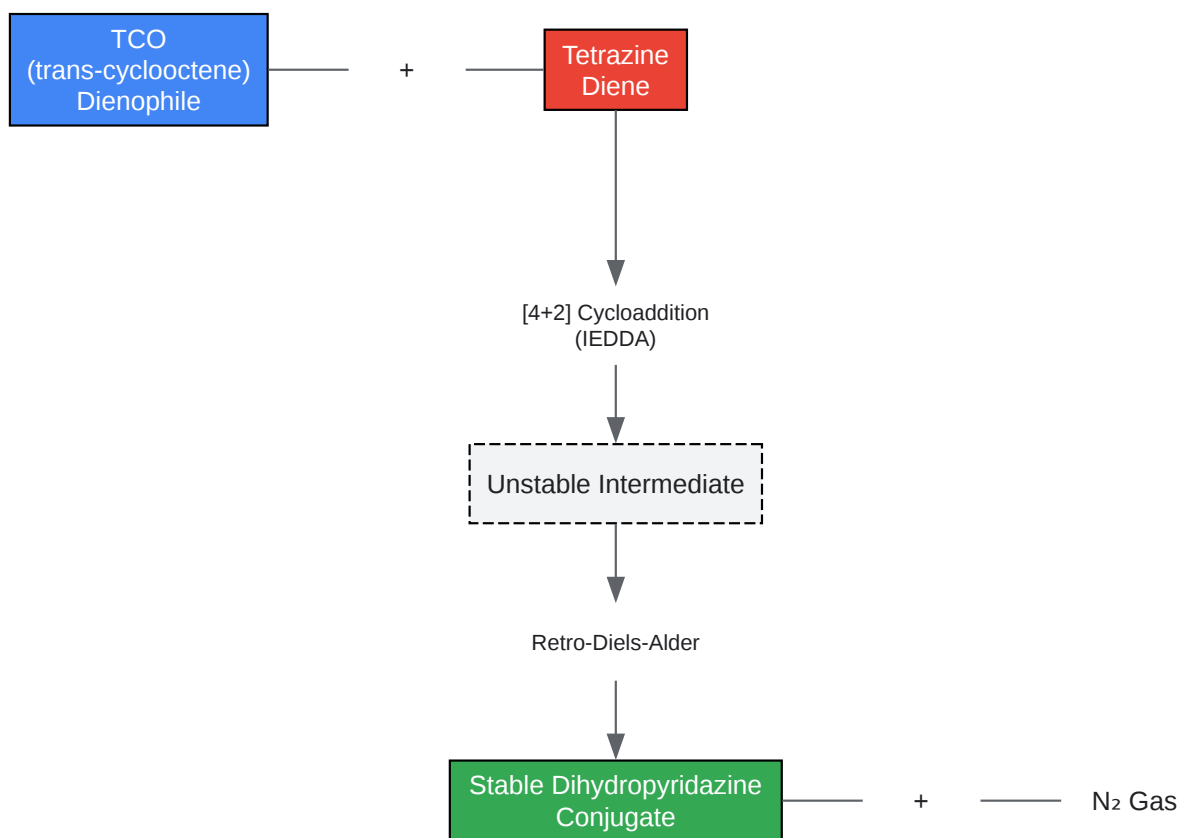 TCO
(trans-cyclooctene)
Dienophile
+
Tetrazine
Diene
[4+2] Cycloaddition
(IEDDA)
Unstable Intermediate
Retro-Diels-Alder
Stable Dihydropyridazine
Conjugate
+
N₂ Gas